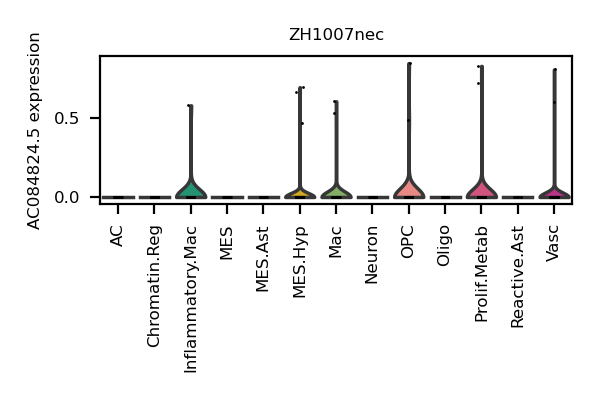 ZH1007nec
AC084824.5 expression
0.5
0.0
AC
Chromatin.Reg
Inflammatory.Mac
MES
MES.Ast
MES.Hyp
Mac
Neuron
OPC
Oligo
Prolif.Metab
Reactive.Ast
Vasc